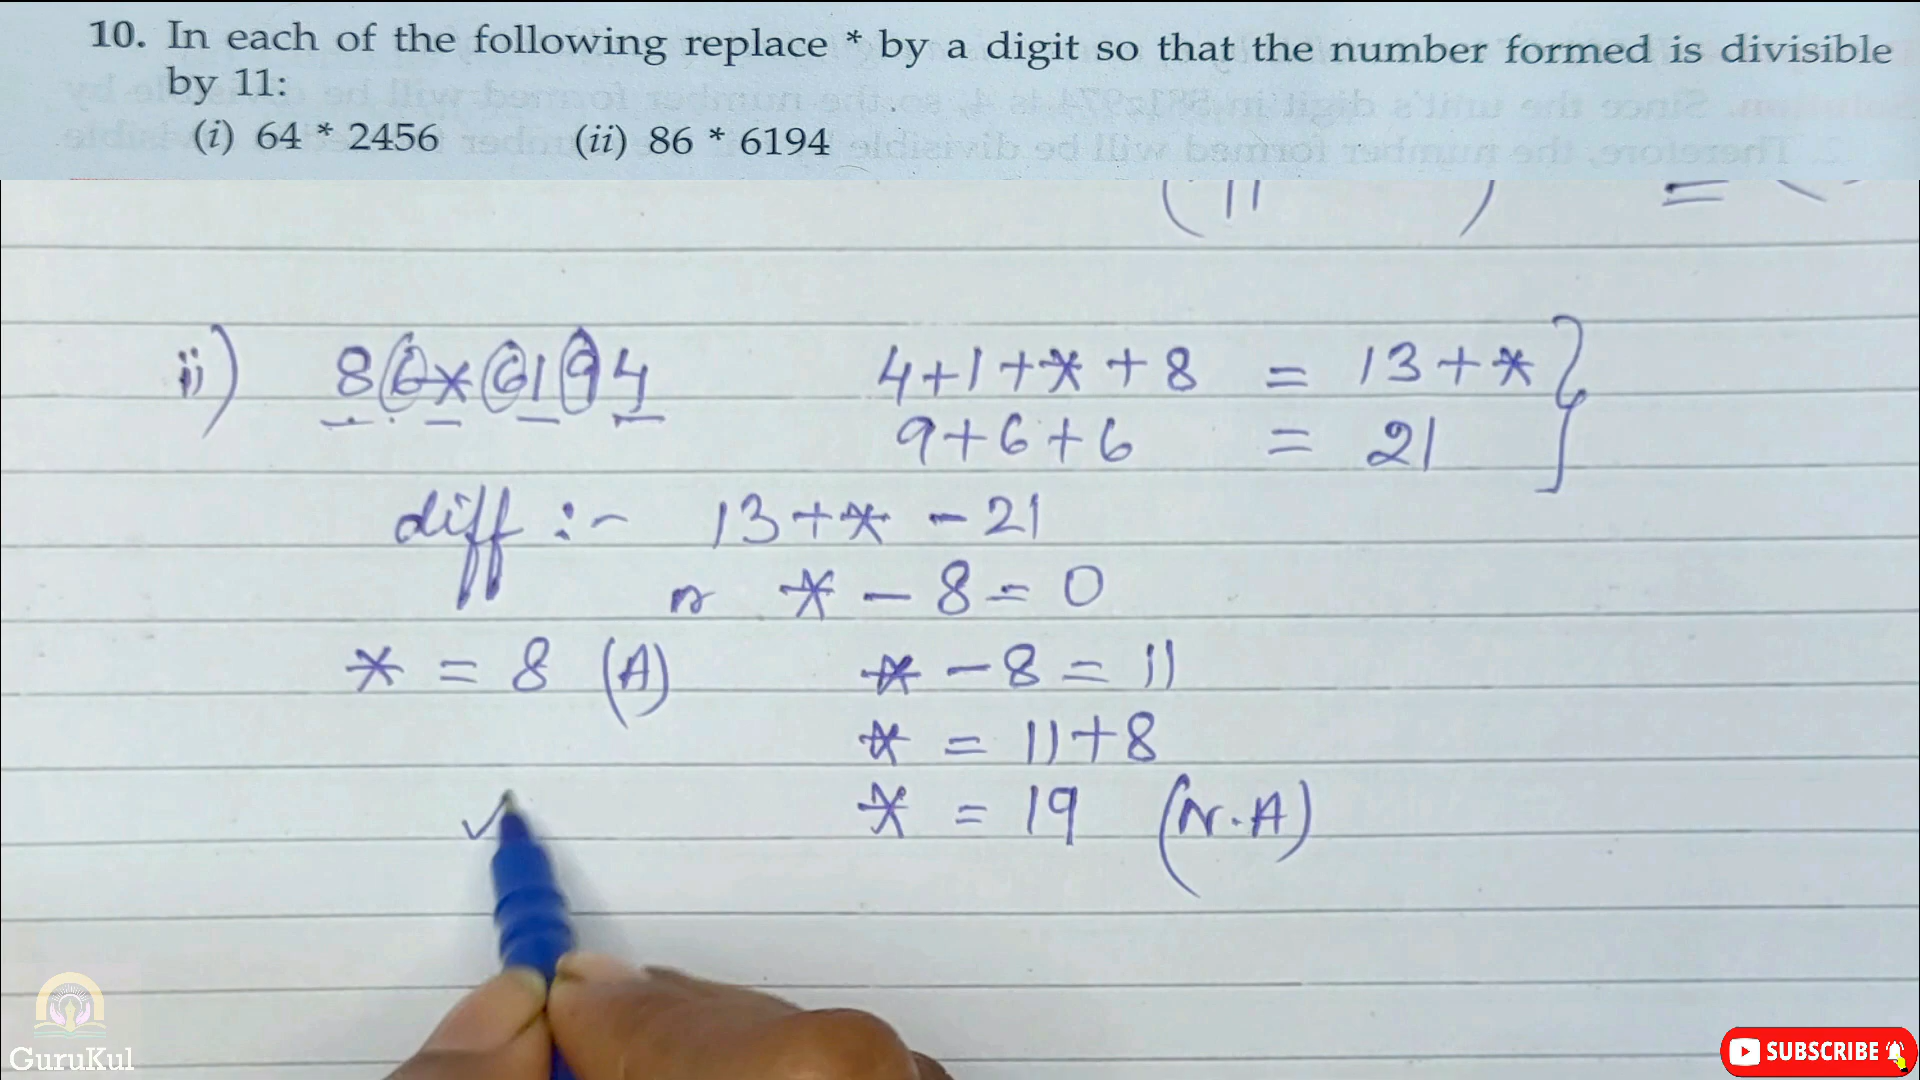 10. In each of the following replace * by a digit so that the number formed is divisible
by 11:
(i) 64 * 2456 (ii) 86 * 6194
(11 ) =
ii) 86*6194 4+1+*+8 = 13+*
9+6+6 = 21
diff :- 13+* -21
or * - 8 = 0
* = 8 (A) * - 8 = 11
* = 11+8
* = 19 (N.A)
GuruKul
SUBSCRIBE